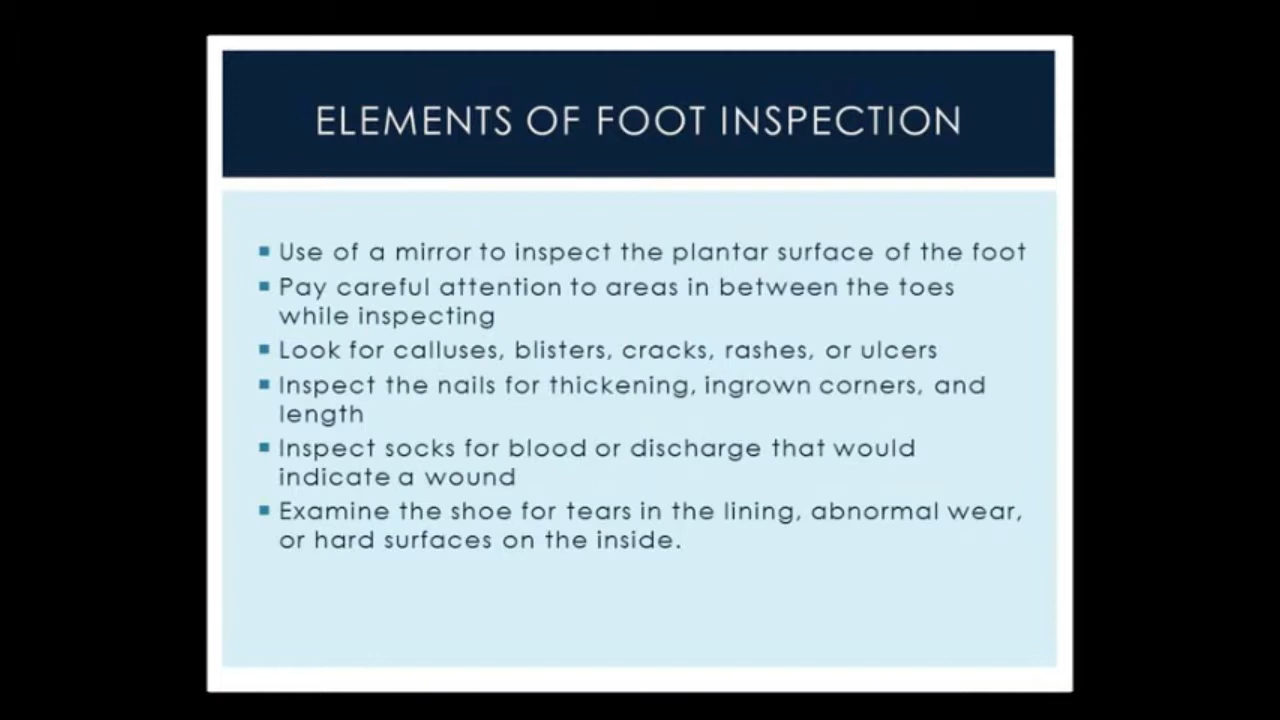 ELEMENTS OF FOOT INSPECTION
Use of a mirror to inspect the plantar surface of the foot
Pay careful attention to areas in between the toes
while inspecting
Look for calluses, blisters, cracks, rashes, or ulcers
Inspect the nails for thickening, ingrown corners, and
length
Inspect socks for blood or discharge that would
indicate a wound
Examine the shoe for tears in the lining, abnormal wear,
or hard surfaces on the inside.